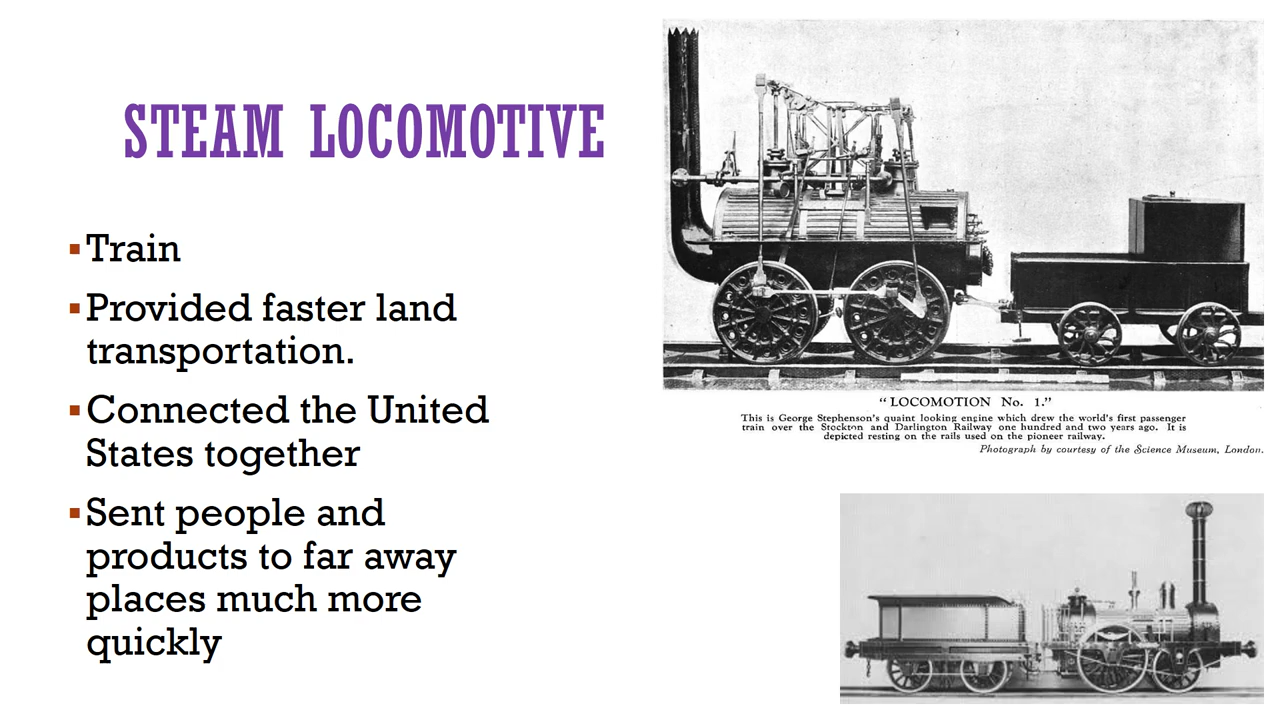 STEAM LOCOMOTIVE
Train
Provided faster land
transportation.
Connected the United
States together
Sent people and
products to far away
places much more
quickly
"LOCOMOTION No. 1."
This is George Stephenson's quaint looking engine which drew the world's first passenger
train over the Stockton and Darlington Railway one hundred and two years ago. It is
depicted resting on the rails used on the pioneer railway.
Photograph by courtesy of the Science Museum, London.